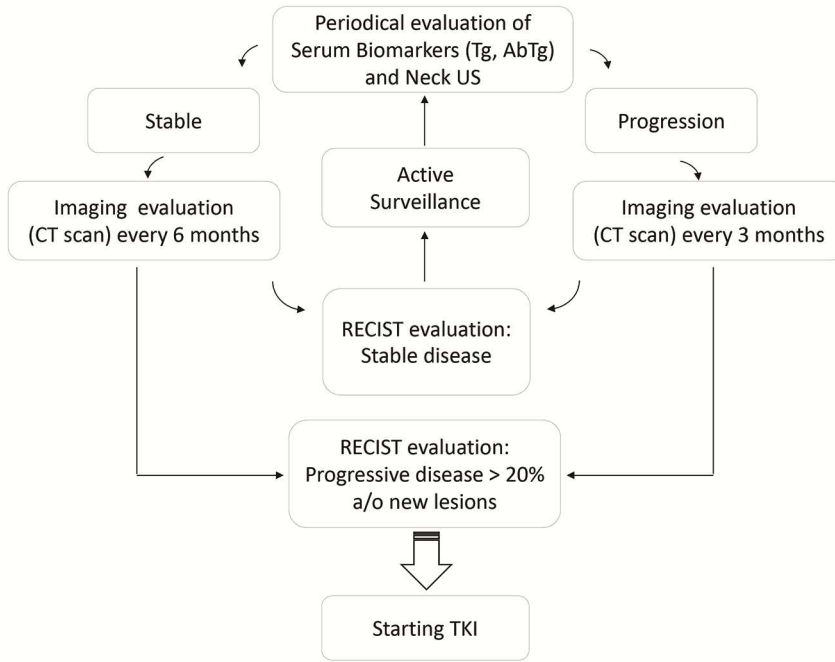 Periodical evaluation of
Serum Biomarkers (Tg, AbTg)
and Neck US
Stable
Progression
Active
Surveillance
Imaging evaluation
(CT scan) every 6 months
Imaging evaluation
(CT scan) every 3 months
RECIST evaluation:
Stable disease
RECIST evaluation:
Progressive disease > 20%
a/o new lesions
Starting TKI